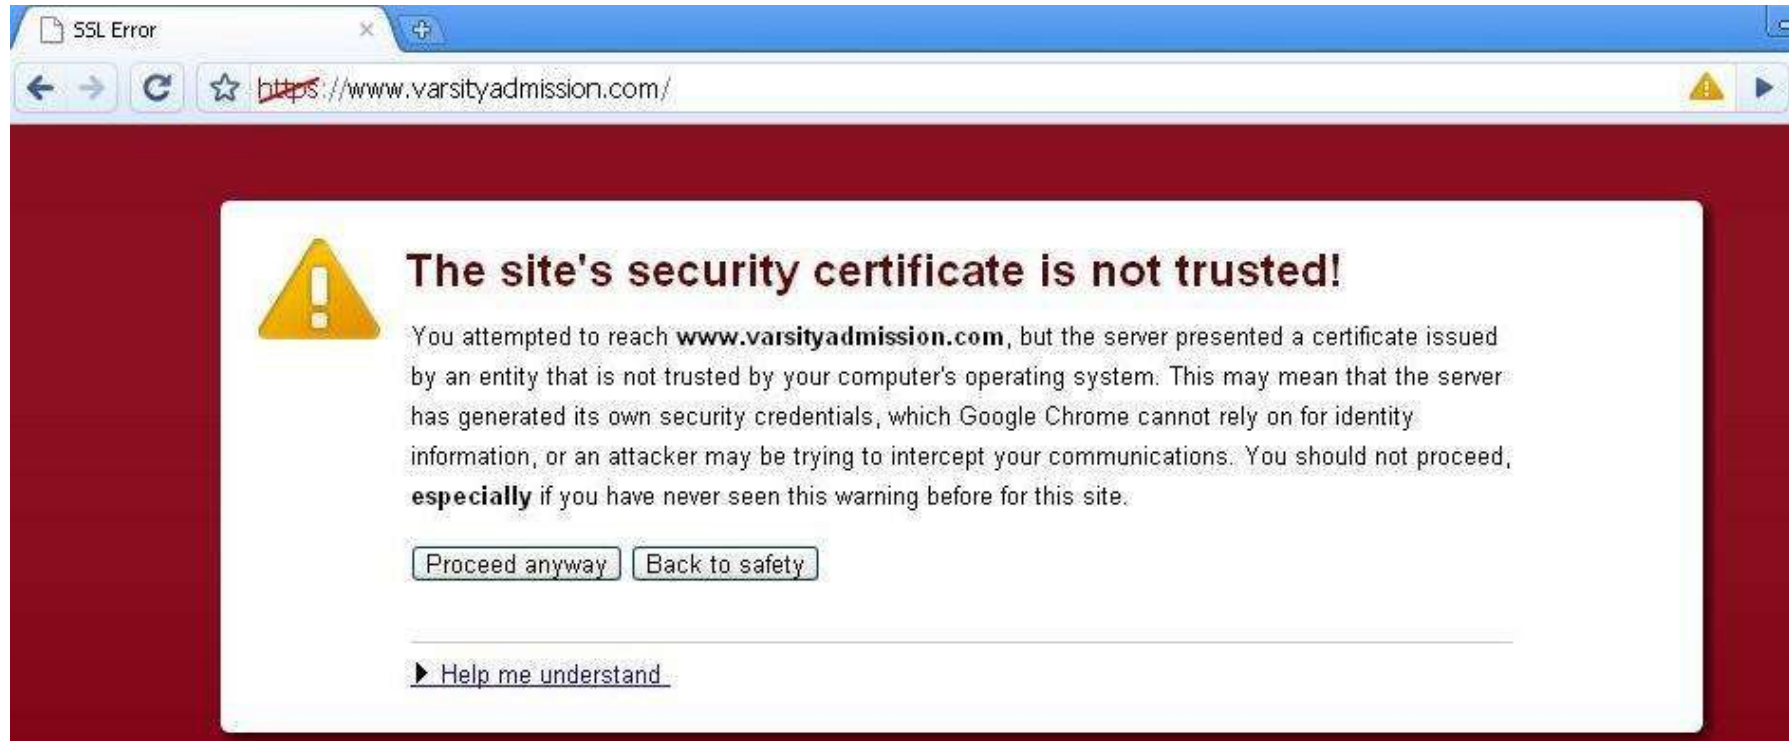 SSL Error
https://www.varsityadmission.com/
The site's security certificate is not trusted!
You attempted to reach www.varsityadmission.com, but the server presented a certificate issued
by an entity that is not trusted by your computer's operating system. This may mean that the server
has generated its own security credentials, which Google Chrome cannot rely on for identity
information, or an attacker may be trying to intercept your communications. You should not proceed,
especially if you have never seen this warning before for this site.
Proceed anyway Back to safety
Help me understand